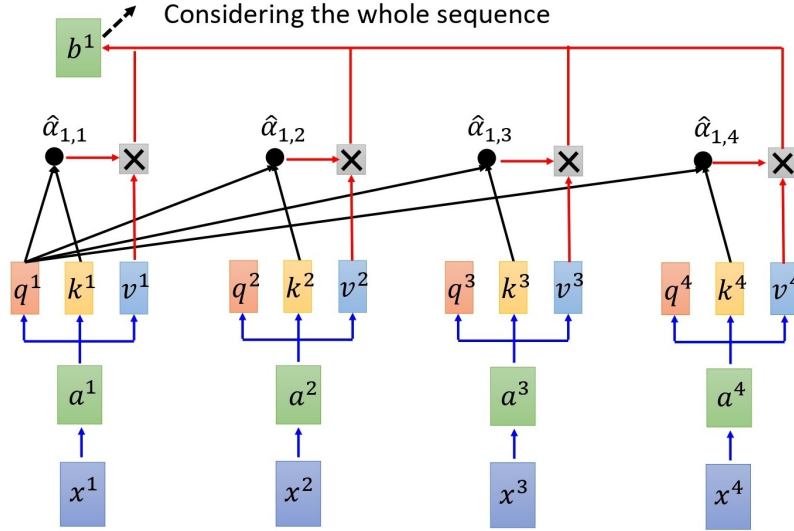 Considering the whole sequence
b¹
α̂₁,₁ α̂₁,₂ α̂₁,₃ α̂₁,₄
q¹ k¹ v¹ q² k² v² q³ k³ v³ q⁴ k⁴ v⁴
a¹ a² a³ a⁴
x¹ x² x³ x⁴